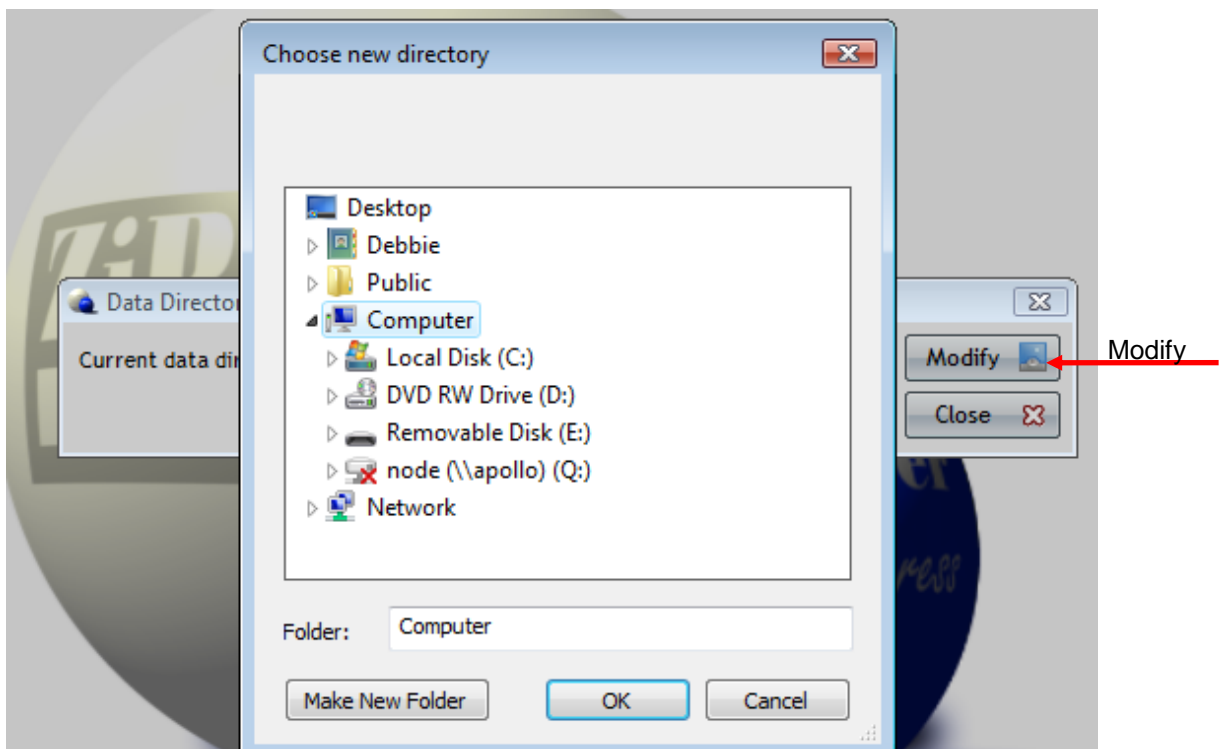 Choose new directory
Desktop
Debbie
Public
Computer
Local Disk (C:)
DVD RW Drive (D:)
Removable Disk (E:)
node (\\apollo) (Q:)
Network
Folder: Computer
Make New Folder OK Cancel
Data Director
Current data dir
Modify
Close
Modify